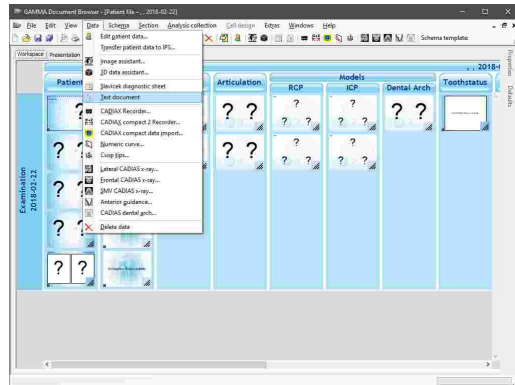 GAMMA Document Browser - [Patient file - , , 2018-02-22]
File Edit View Data Schema Section Analysis collection Cell design Extras Windows Help
Schema template:
Workspace Presentation
Edit patient data...
Transfer patient data to IPS...
Image assistant...
3D data assistant...
Slavicek diagnostic sheet
Text document
CADIAX Recorder...
CADIAX compact 2 Recorder...
CADIAX compact data import...
Numeric curve...
Cusp tips...
Lateral CADIAS x-ray...
Frontal CADIAS x-ray...
SMV CADIAS x-ray...
Anterior guidance...
CADIAS dental arch...
Delete data
, , 2018-
Patient
Articulation
Models
RCP
ICP
Dental Arch
Toothstatus
Examination
2018-02-22
Properties
Defaults
? ? ? ? ? ?
? ? ? ? ? ?
? ?